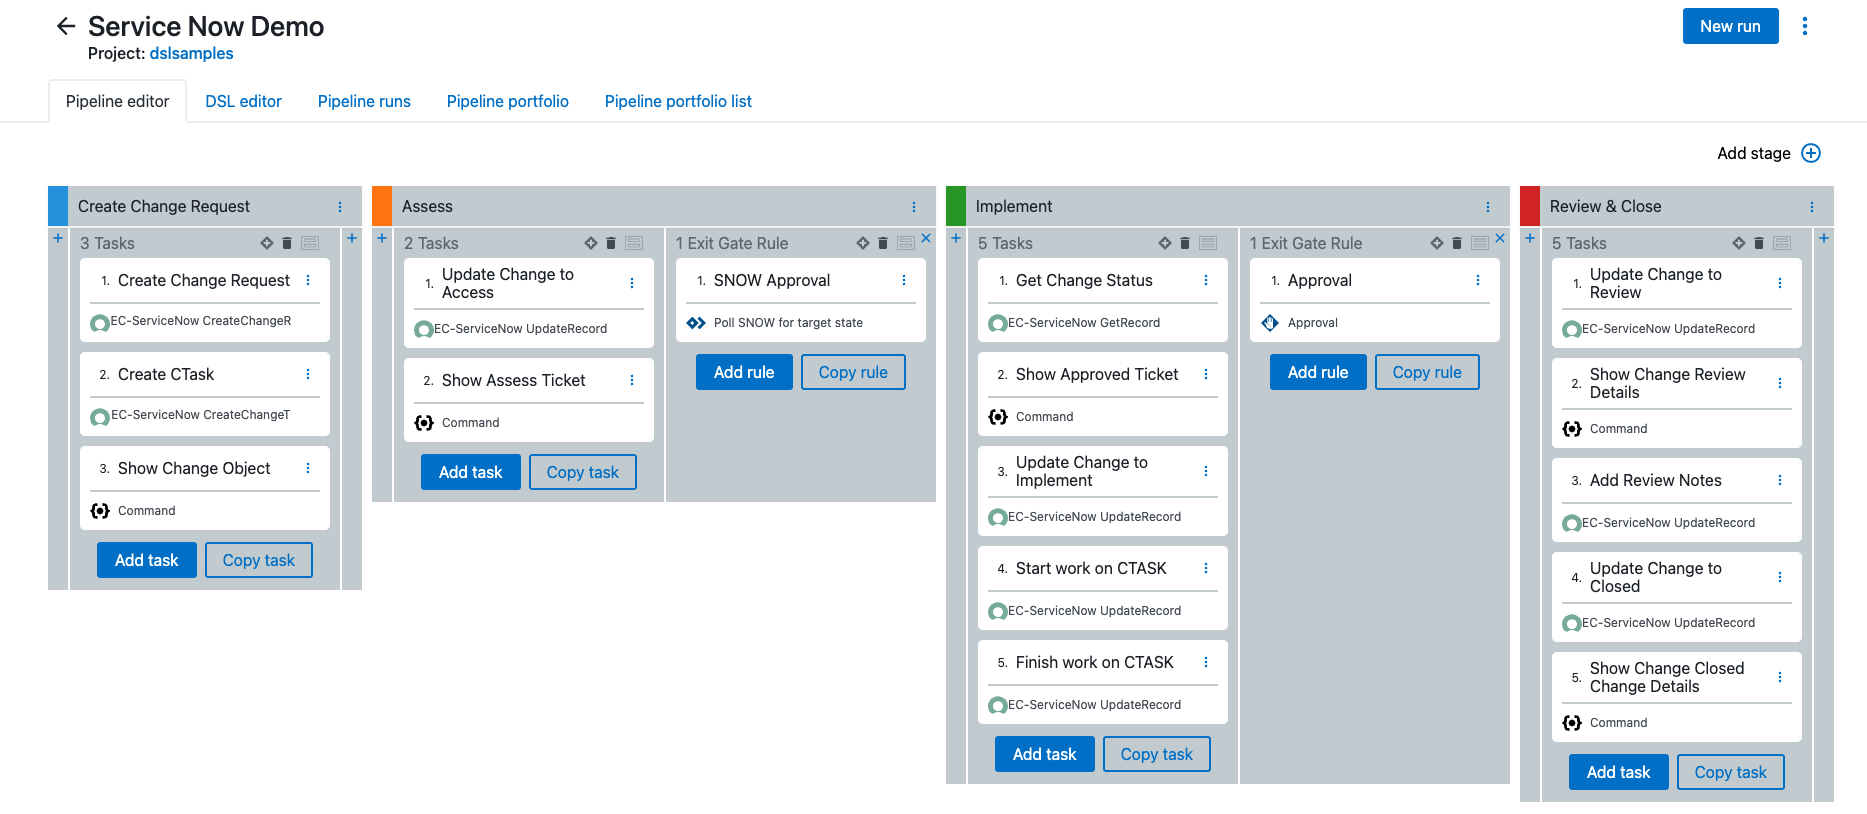 Service Now Demo
Project: dslsamples
New run
Pipeline editor
DSL editor
Pipeline runs
Pipeline portfolio
Pipeline portfolio list
Add stage
Create Change Request
3 Tasks
1. Create Change Request
EC-ServiceNow CreateChangeR
2. Create CTask
EC-ServiceNow CreateChangeT
3. Show Change Object
Command
Add task
Copy task
Assess
2 Tasks
1. Update Change to
Access
EC-ServiceNow UpdateRecord
2. Show Assess Ticket
Command
Add task
Copy task
1 Exit Gate Rule
1. SNOW Approval
Poll SNOW for target state
Add rule
Copy rule
Implement
5 Tasks
1. Get Change Status
EC-ServiceNow GetRecord
2. Show Approved Ticket
Command
3. Update Change to
Implement
EC-ServiceNow UpdateRecord
4. Start work on CTASK
EC-ServiceNow UpdateRecord
5. Finish work on CTASK
EC-ServiceNow UpdateRecord
Add task
Copy task
1 Exit Gate Rule
1. Approval
Approval
Add rule
Copy rule
Review & Close
5 Tasks
1. Update Change to
Review
EC-ServiceNow UpdateRecord
2. Show Change Review
Details
Command
3. Add Review Notes
EC-ServiceNow UpdateRecord
4. Update Change to
Closed
EC-ServiceNow UpdateRecord
5. Show Change Closed
Change Details
Command
Add task
Copy task